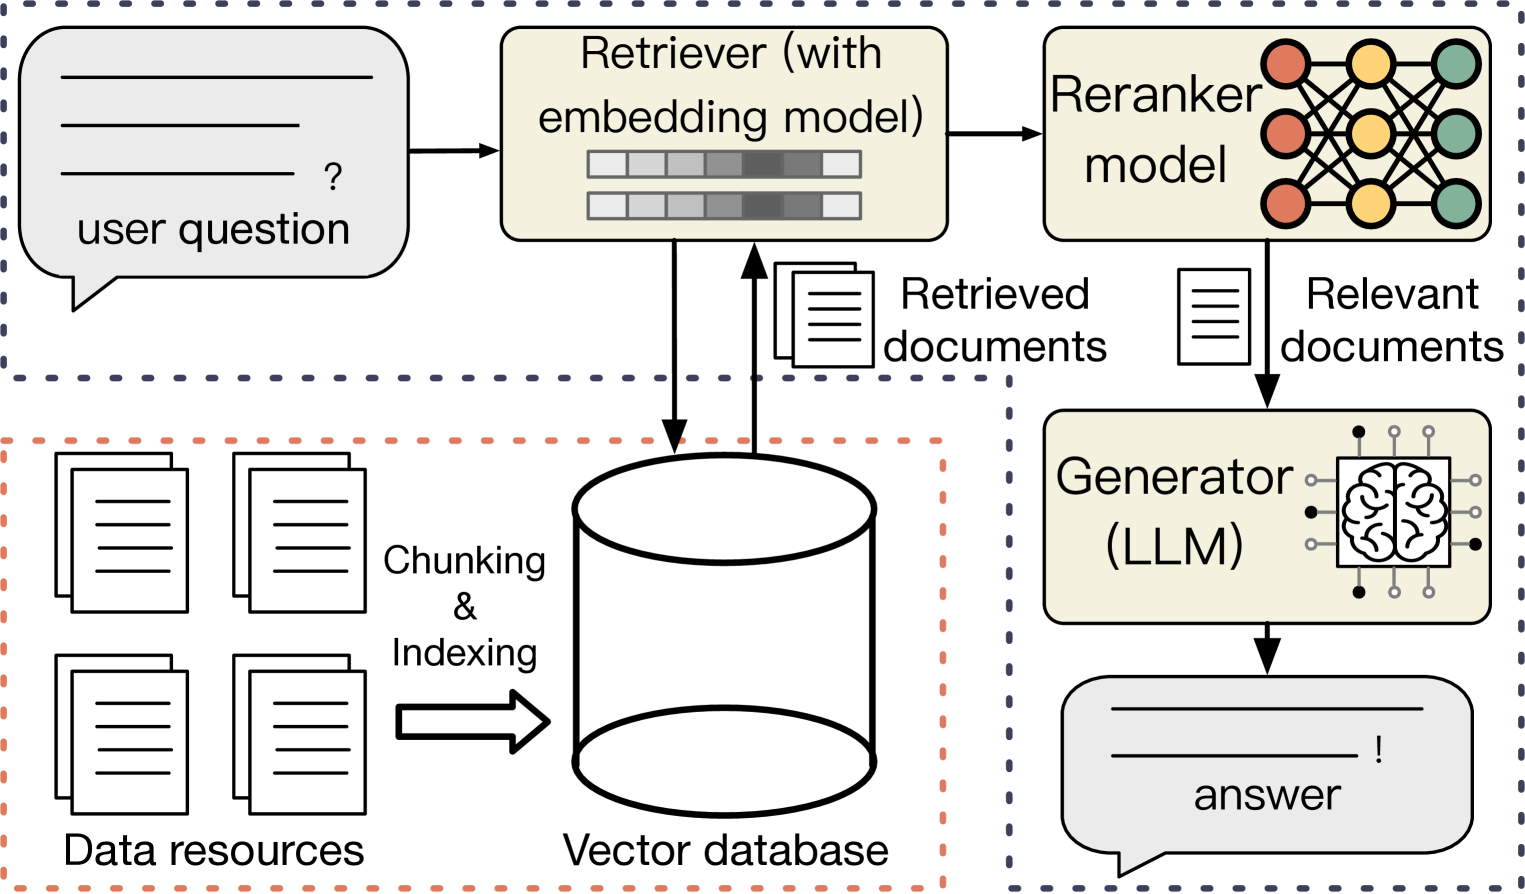 ?
user question
Retriever (with
embedding model)
Reranker
model
Retrieved
documents
Relevant
documents
Chunking
&
Indexing
Data resources
Vector database
Generator
(LLM)
!
answer